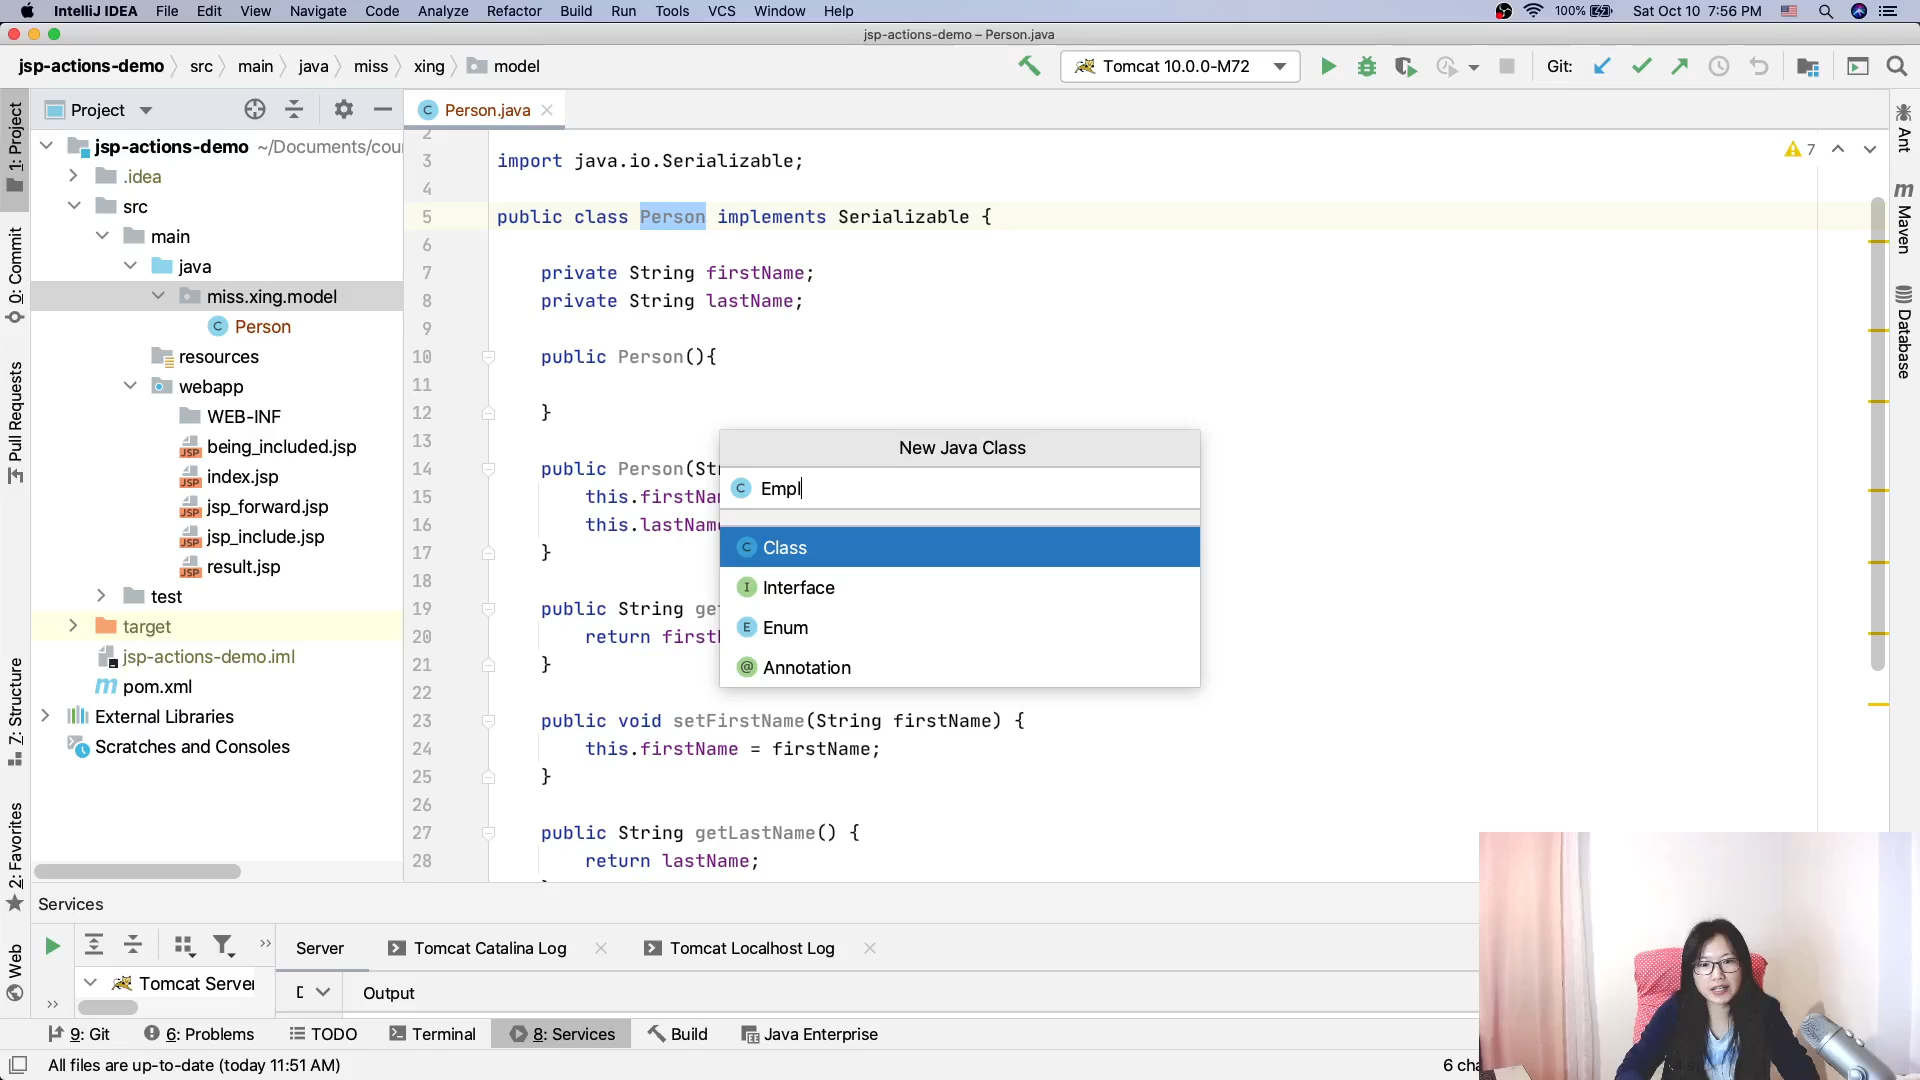 IntelliJ IDEA File Edit View Navigate Code Analyze Refactor Build Run Tools VCS Window Help 100% Sat Oct 10 7:56 PM
jsp-actions-demo – Person.java
jsp-actions-demo src main java miss xing model Tomcat 10.0.0-M72 Git:
Project Person.java
2
7
jsp-actions-demo ~/Documents/cou
.idea
src
main
java
miss.xing.model
Person
resources
webapp
WEB-INF
being_included.jsp
index.jsp
jsp_forward.jsp
jsp_include.jsp
result.jsp
test
target
jsp-actions-demo.iml
pom.xml
External Libraries
Scratches and Consoles
3 import java.io.Serializable;
4
5 public class Person implements Serializable {
6
7 private String firstName;
8 private String lastName;
9
10 public Person(){
11
12 }
13
14 public Person(St
15 this.firstNa
16 this.lastName
17 }
18
19 public String ge
20 return first
21 }
22
23 public void setFirstName(String firstName) {
24 this.firstName = firstName;
25 }
26
27 public String getLastName() {
28 return lastName;
New Java Class
Empl
Class
Interface
Enum
Annotation
1: Project
0: Commit
Pull Requests
Z: Structure
2: Favorites
Web
Ant
Maven
Database
Services
Server Tomcat Catalina Log Tomcat Localhost Log
Tomcat Server
Output
9: Git 6: Problems TODO Terminal 8: Services Build Java Enterprise
All files are up-to-date (today 11:51 AM) 6 cha